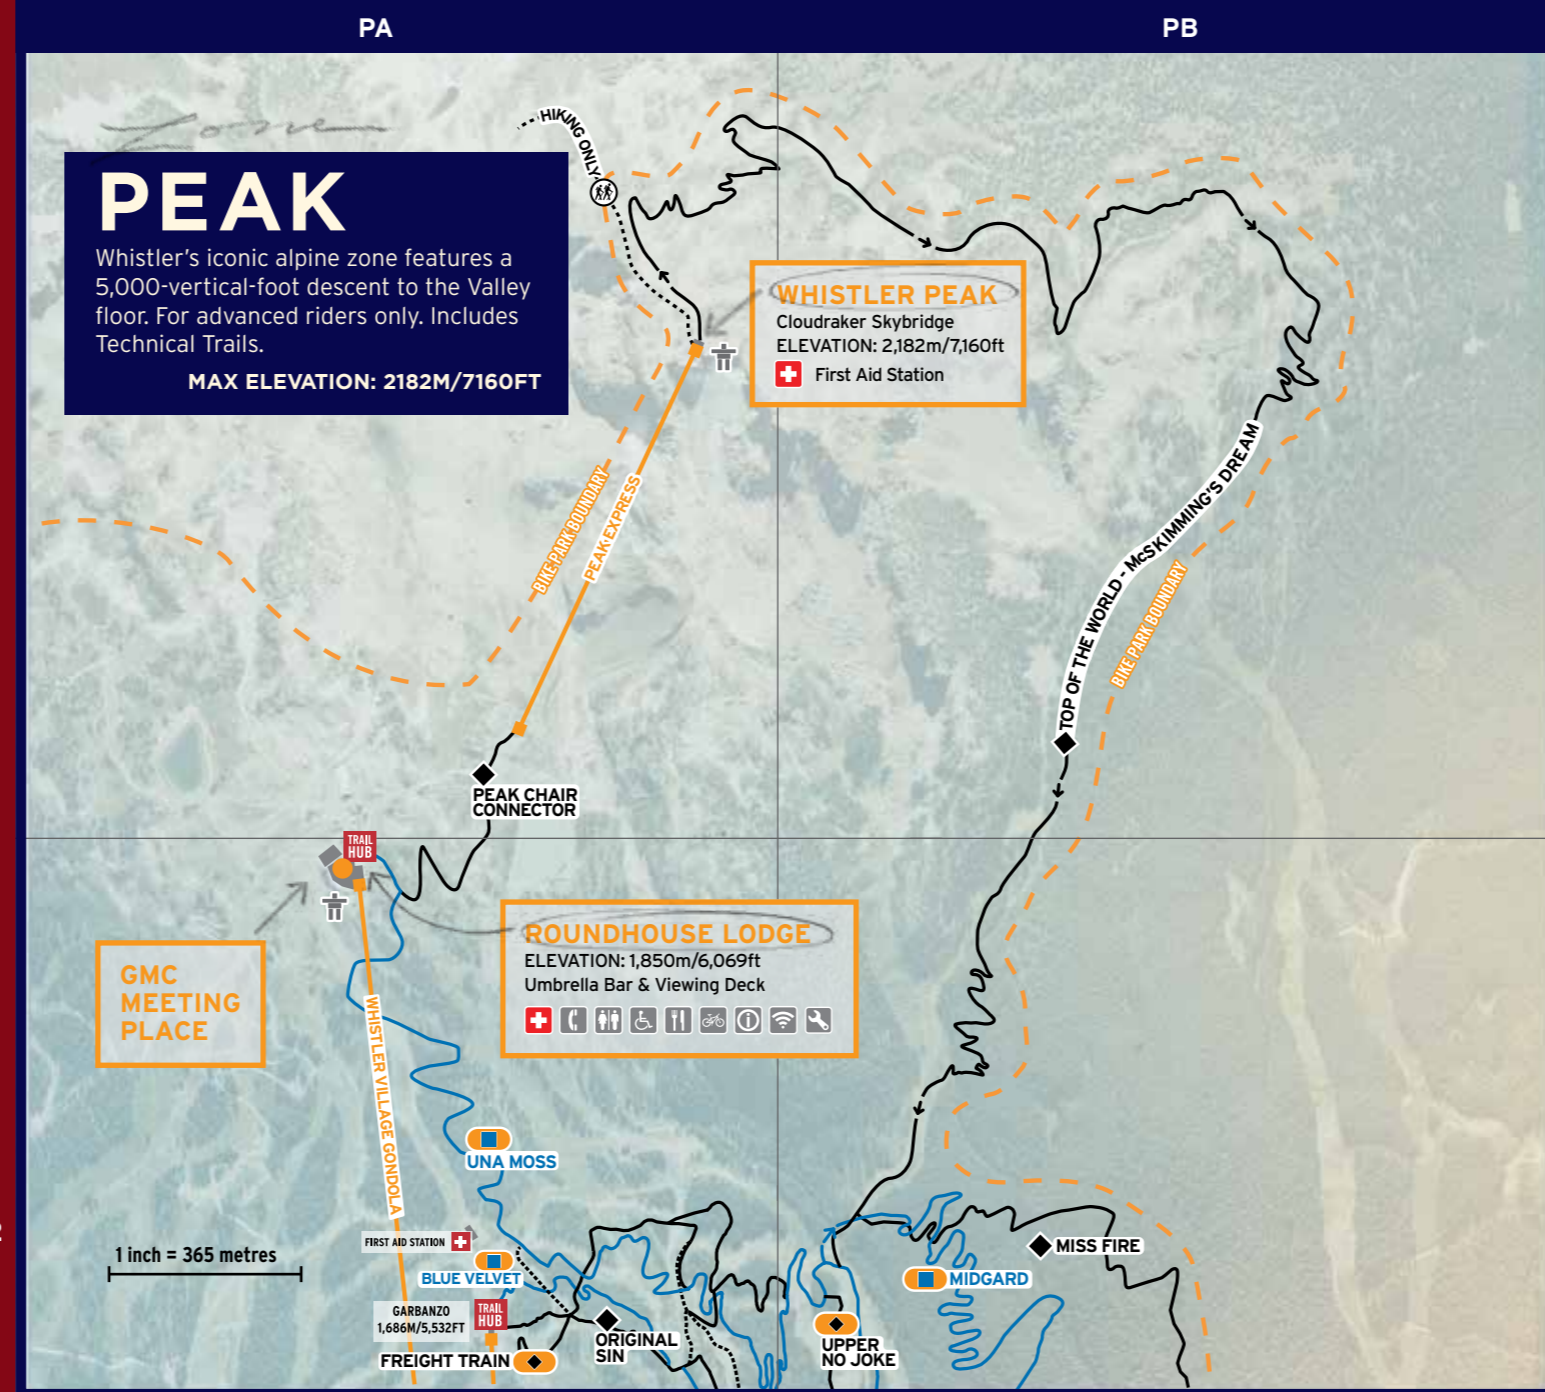 PA
PB
Zone
PEAK
Whistler's iconic alpine zone features a
5,000-vertical-foot descent to the Valley
floor. For advanced riders only. Includes
Technical Trails.
MAX ELEVATION: 2182M/7160FT
HIKING ONLY
WHISTLER PEAK
Cloudraker Skybridge
ELEVATION: 2,182m/7,160ft
First Aid Station
BIKE PARK BOUNDARY
PEAK EXPRESS
TOP OF THE WORLD - McSKIMMING'S DREAM
BIKE PARK BOUNDARY
PEAK CHAIR
CONNECTOR
TRAIL
HUB
ROUNDHOUSE LODGE
ELEVATION: 1,850m/6,069ft
Umbrella Bar & Viewing Deck
GMC
MEETING
PLACE
WHISTLER VILLAGE GONDOLA
UNA MOSS
FIRST AID STATION
1 inch = 365 metres
BLUE VELVET
MISS FIRE
MIDGARD
GARBANZO
1,686M/5,532FT
TRAIL
HUB
ORIGINAL
SIN
UPPER
NO JOKE
FREIGHT TRAIN